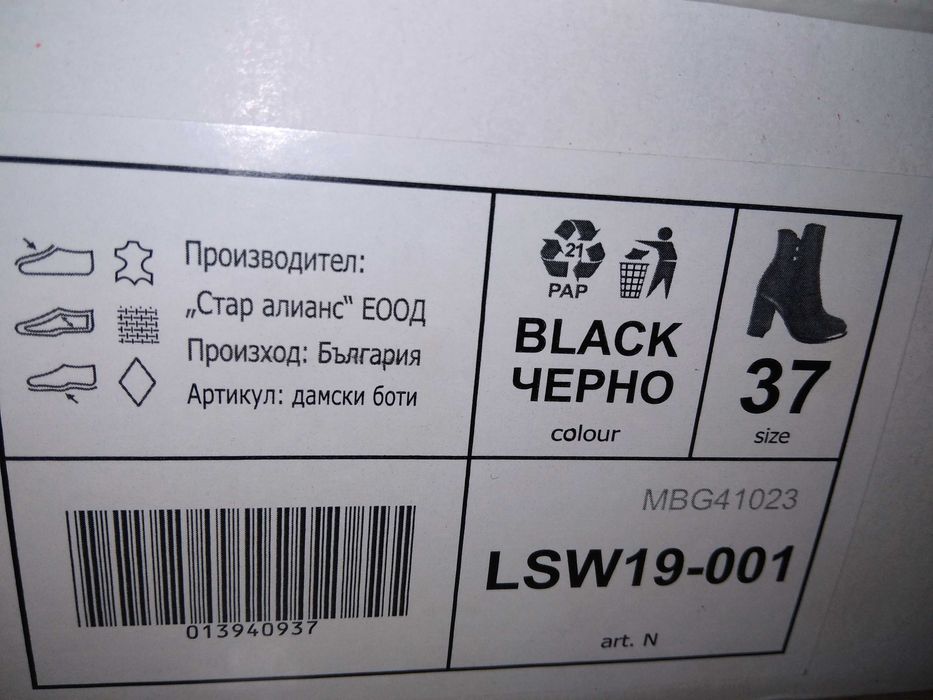 Производител:
„Стар алианс“ ЕООД
Произход: България
Артикул: дамски боти
21
PAP
BLACK
ЧЕРНО
colour
37
size
013940937
MBG41023
LSW19-001
art. N